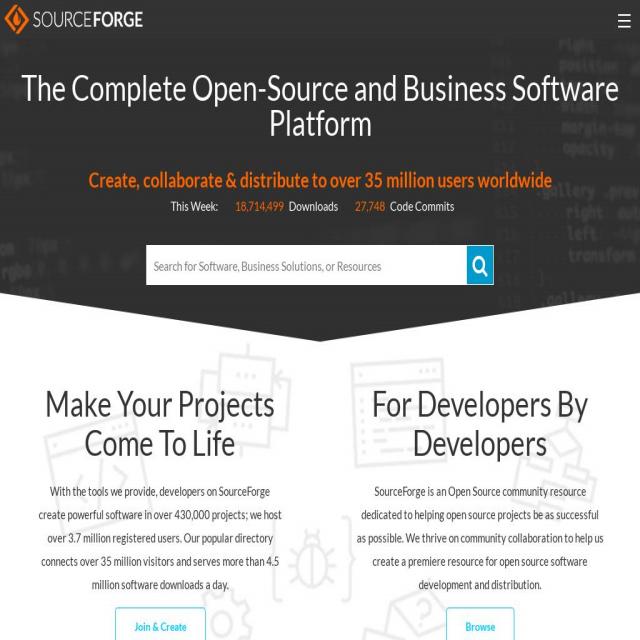 SOURCEFORGE
The Complete Open-Source and Business Software
Platform
Create, collaborate & distribute to over 35 million users worldwide
This Week: 18,714,499 Downloads 27,748 Code Commits
Search for Software, Business Solutions, or Resources
Make Your Projects
Come To Life
With the tools we provide, developers on SourceForge
create powerful software in over 430,000 projects; we host
over 3.7 million registered users. Our popular directory
connects over 35 million visitors and serves more than 4.5
million software downloads a day.
Join & Create
For Developers By
Developers
SourceForge is an Open Source community resource
dedicated to helping open source projects be as successful
as possible. We thrive on community collaboration to help us
create a premiere resource for open source software
development and distribution.
Browse